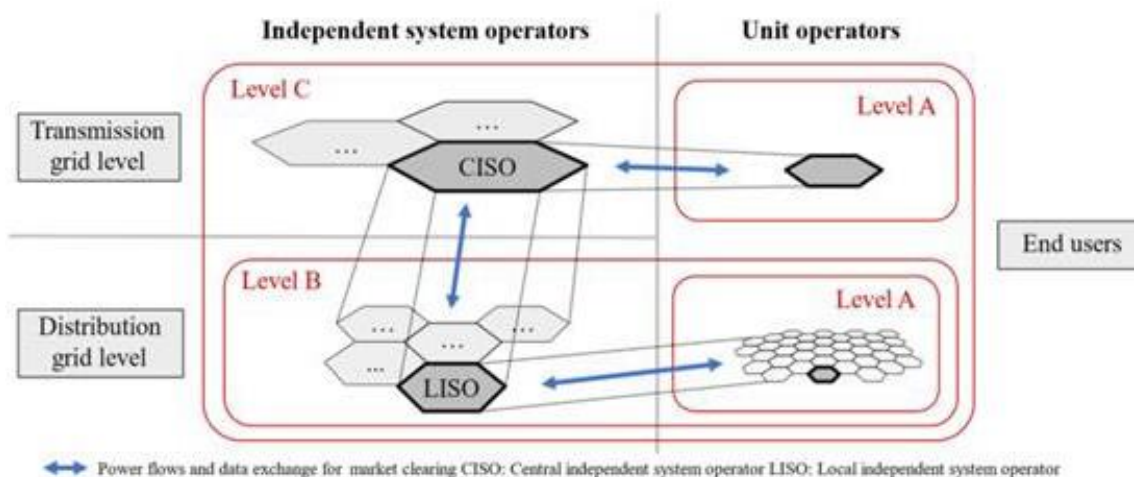 Independent system operators
Unit operators
Level C
Level A
Transmission
grid level
...
...
CISO
End users
Level B
Level A
Distribution
grid level
...
...
...
...
LISO
Power flows and data exchange for market clearing CISO: Central independent system operator LISO: Local independent system operator